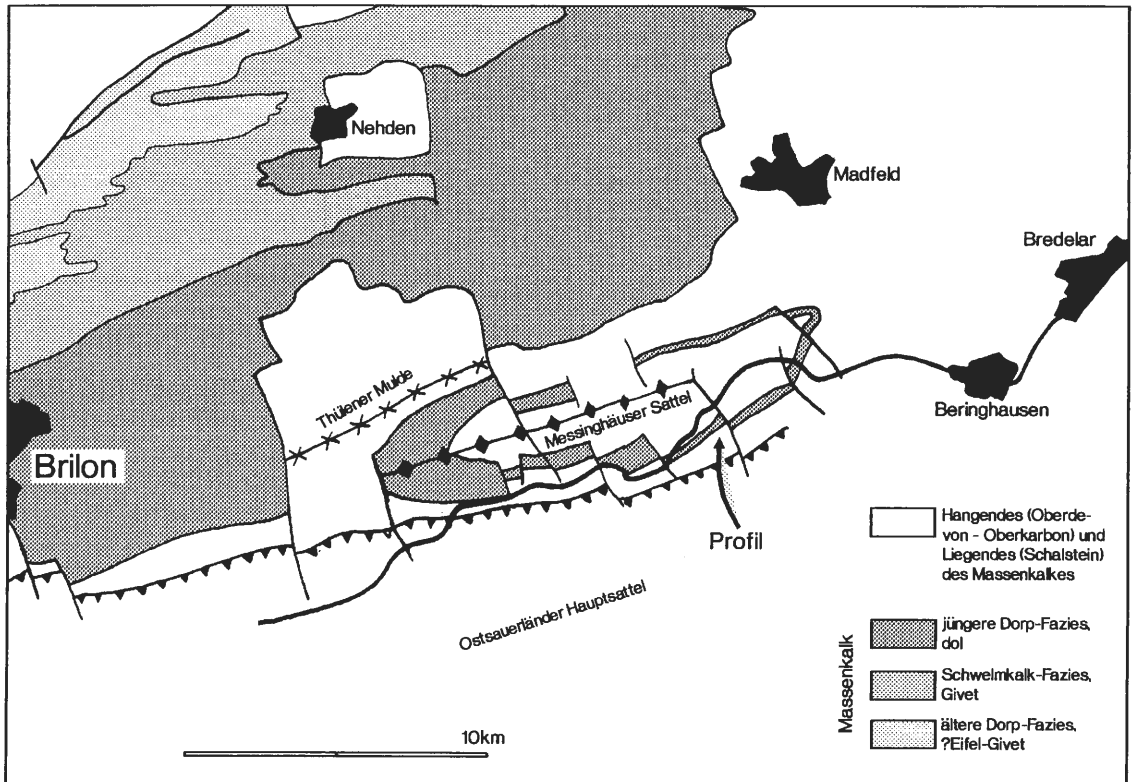 Nehden
Madfeld
Bredelar
Thülener Mulde
Messinghäuser Sattel
Beringhausen
Brilon
Profil
Ostsauerländer Hauptsattel
Hangendes (Oberde-
von - Oberkarbon) und
Liegendes (Schalstein)
des Massenkalkes
Massenkalk
jüngere Dorp-Fazies,
doI
Schwelmkalk-Fazies,
Givet
ältere Dorp-Fazies,
?Eifel-Givet
10km